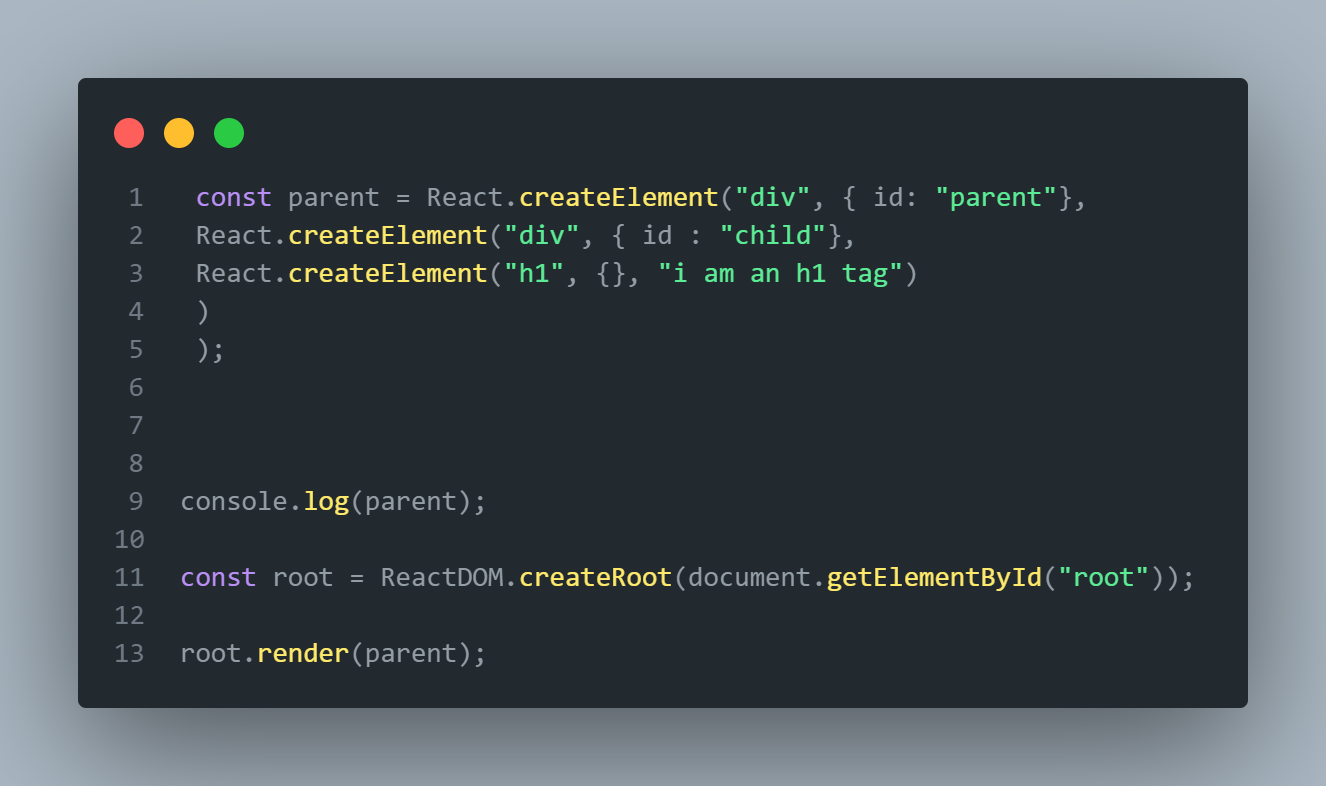 1 const parent = React.createElement("div", { id: "parent"},
2 React.createElement("div", { id : "child"},
3 React.createElement("h1", {}, "i am an h1 tag")
4 )
5 );
6
7
8
9 console.log(parent);
10
11 const root = ReactDOM.createRoot(document.getElementById("root"));
12
13 root.render(parent);